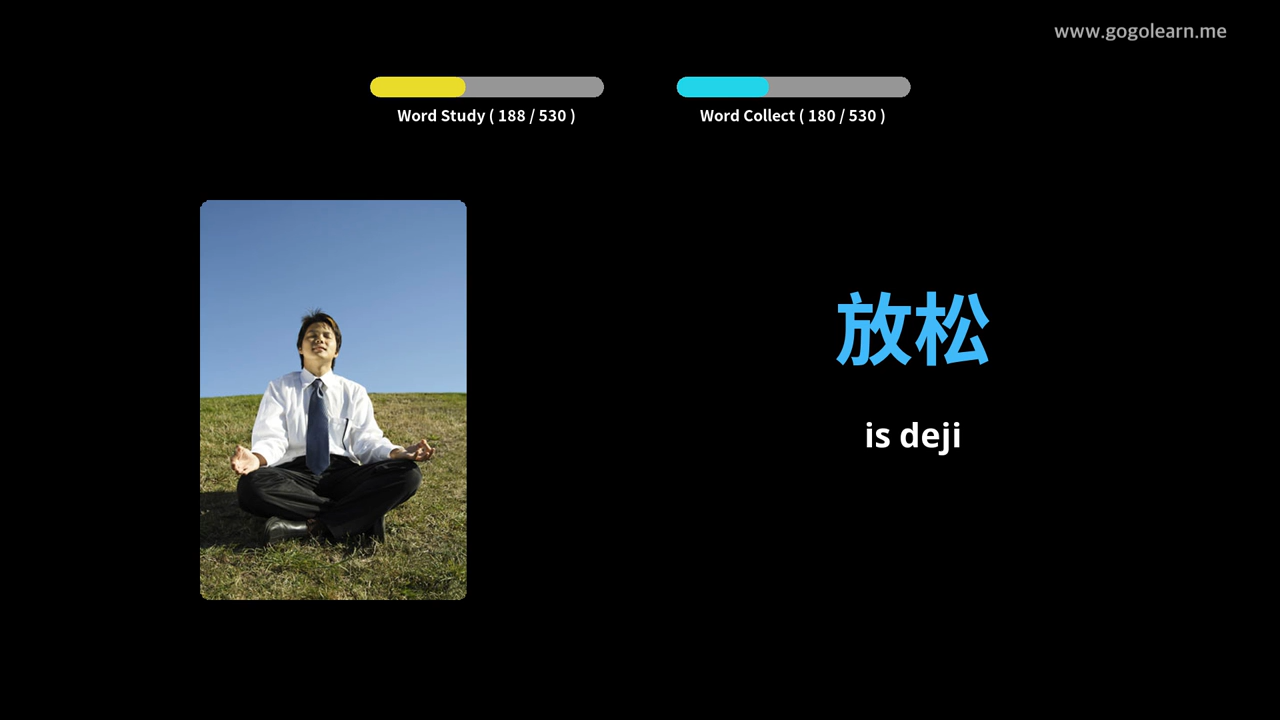 www.gogolearn.me
Word Study ( 188 / 530 )
Word Collect ( 180 / 530 )
放松
is deji